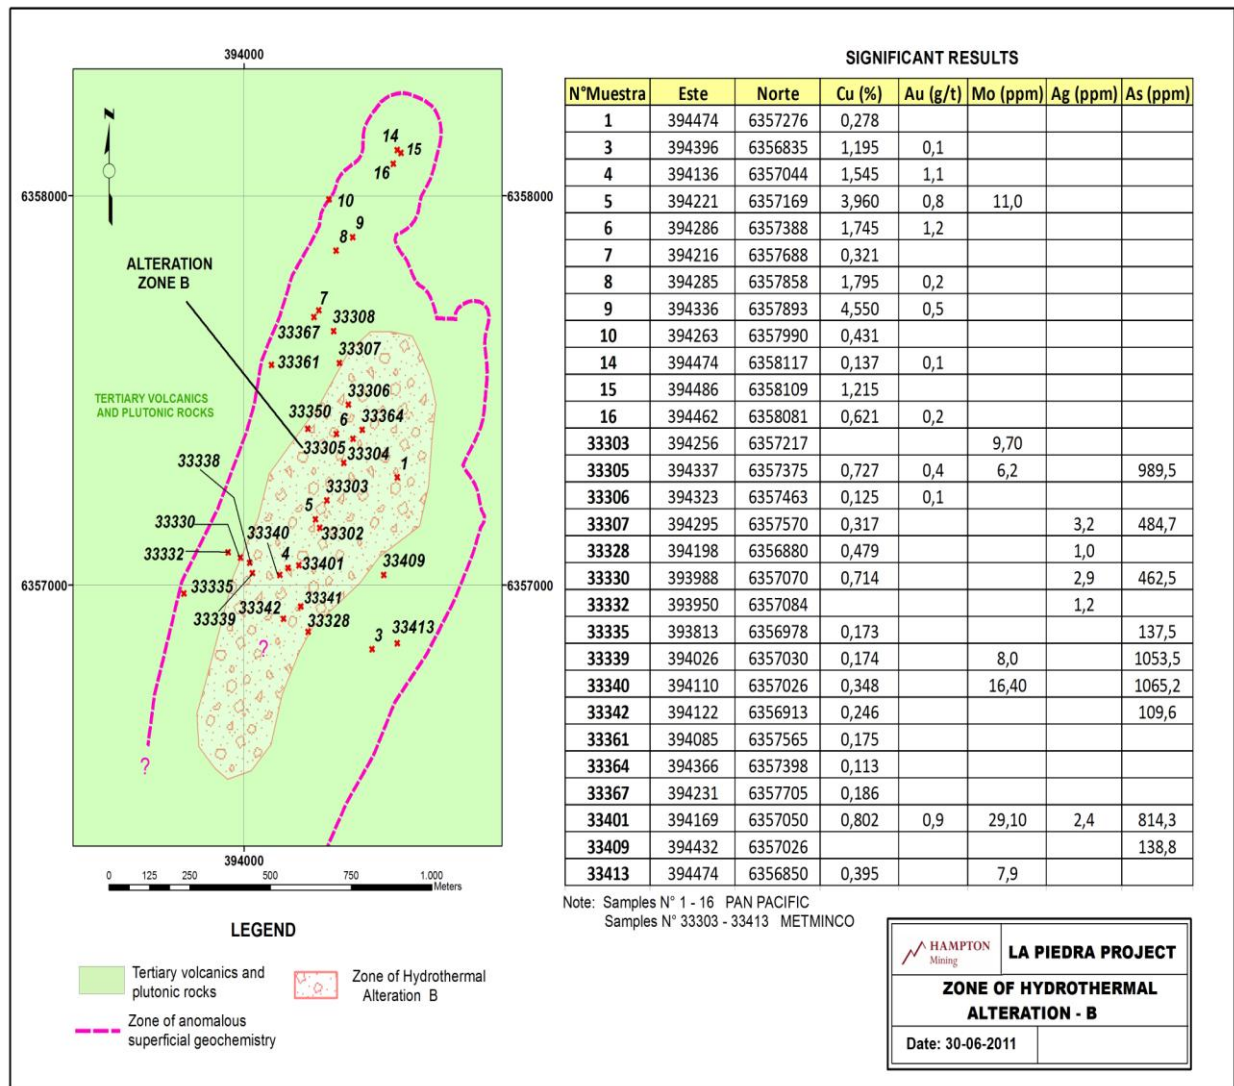 394000
N
14
15
16
6358000
6358000
10
9
8
ALTERATION
ZONE B
7
33308
33367
33307
33361
33306
TERTIARY VOLCANICS
AND PLUTONIC ROCKS
33350
6
33364
33305
33304
33338
1
33303
5
33330
33340
33302
33332
4
33401
33409
6357000
6357000
33335
33341
33342
33339
33328
3
33413
?
?
394000
0 125 250 500 750 1.000
Meters
LEGEND
Tertiary volcanics and
plutonic rocks
Zone of Hydrothermal
Alteration B
Zone of anomalous
superficial geochemistry
SIGNIFICANT RESULTS
N°Muestra Este Norte Cu (%) Au (g/t) Mo (ppm) Ag (ppm) As (ppm)
1 394474 6357276 0,278
3 394396 6356835 1,195 0,1
4 394136 6357044 1,545 1,1
5 394221 6357169 3,960 0,8 11,0
6 394286 6357388 1,745 1,2
7 394216 6357688 0,321
8 394285 6357858 1,795 0,2
9 394336 6357893 4,550 0,5
10 394263 6357990 0,431
14 394474 6358117 0,137 0,1
15 394486 6358109 1,215
16 394462 6358081 0,621 0,2
33303 394256 6357217 9,70
33305 394337 6357375 0,727 0,4 6,2 989,5
33306 394323 6357463 0,125 0,1
33307 394295 6357570 0,317 3,2 484,7
33328 394198 6356880 0,479 1,0
33330 393988 6357070 0,714 2,9 462,5
33332 393950 6357084 1,2
33335 393813 6356978 0,173 137,5
33339 394026 6357030 0,174 8,0 1053,5
33340 394110 6357026 0,348 16,40 1065,2
33342 394122 6356913 0,246 109,6
33361 394085 6357565 0,175
33364 394366 6357398 0,113
33367 394231 6357705 0,186
33401 394169 6357050 0,802 0,9 29,10 2,4 814,3
33409 394432 6357026 138,8
33413 394474 6356850 0,395 7,9
Note: Samples N° 1 - 16 PAN PACIFIC
Samples N° 33303 - 33413 METMINCO
HAMPTON
Mining
LA PIEDRA PROJECT
ZONE OF HYDROTHERMAL
ALTERATION - B
Date: 30-06-2011